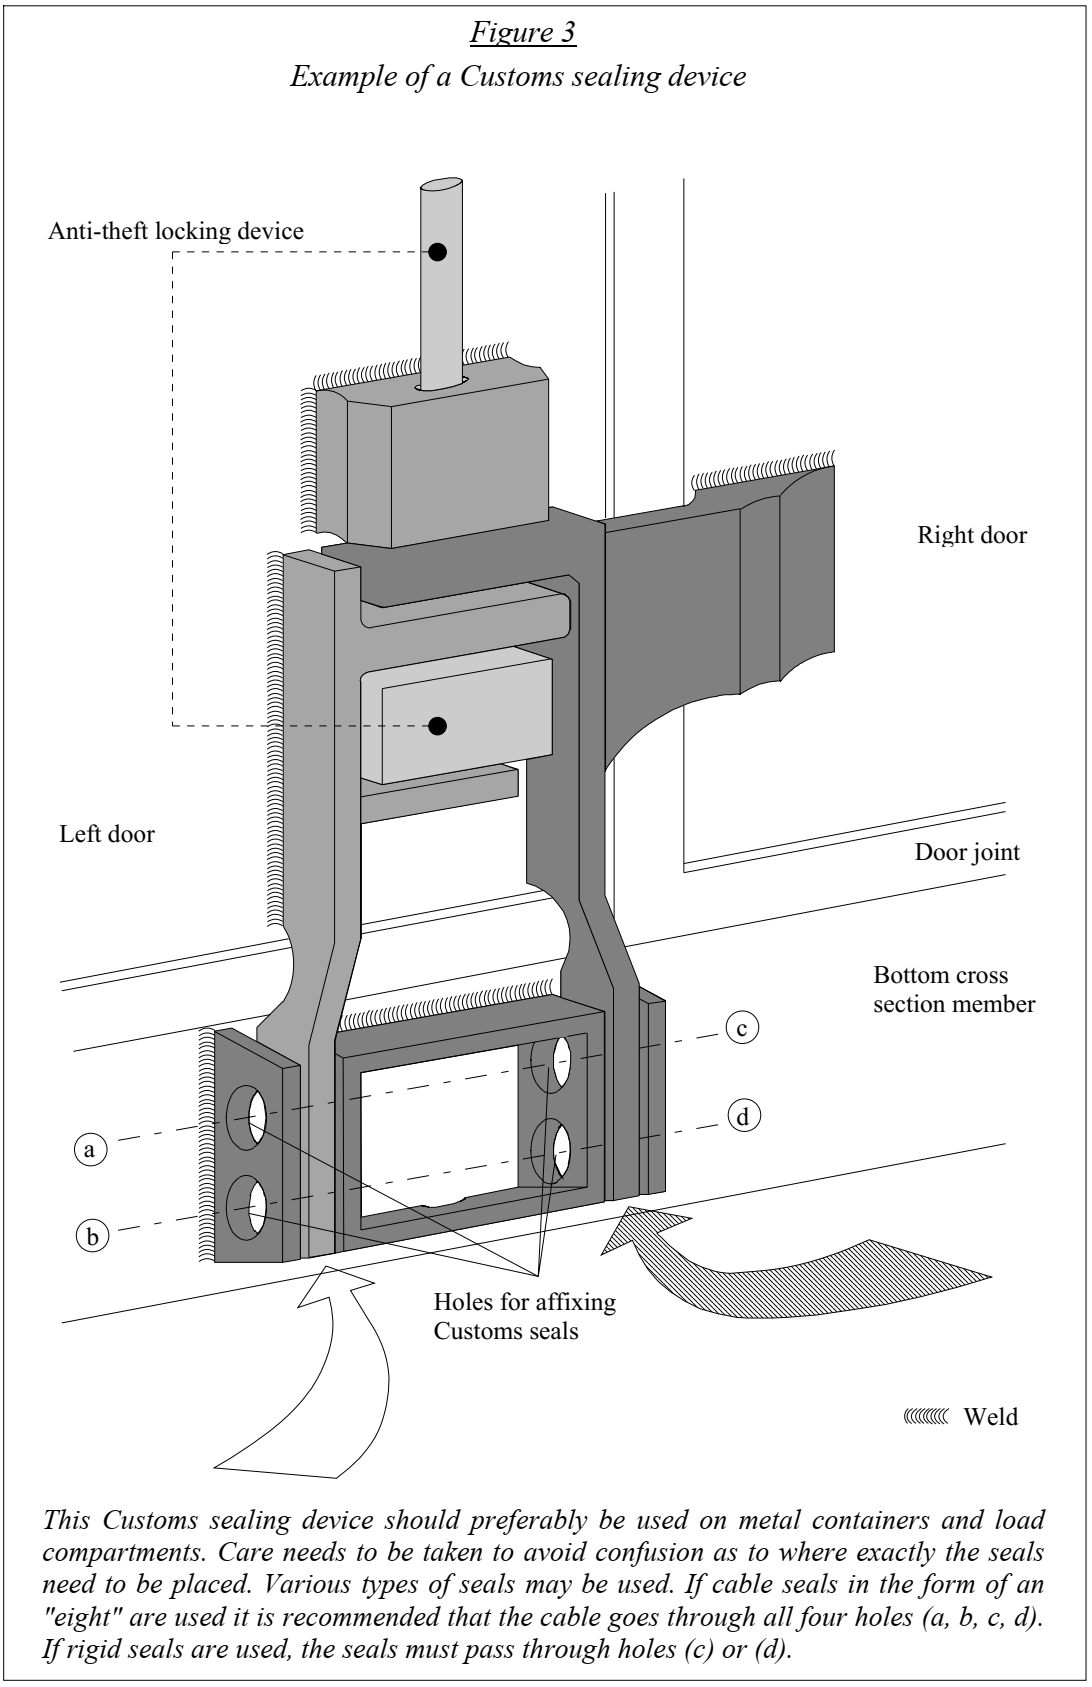 Figure 3
Example of a Customs sealing device
Anti-theft locking device
Right door
Left door
Door joint
Bottom cross
section member
c
d
a
b
Holes for affixing
Customs seals
Weld
This Customs sealing device should preferably be used on metal containers and load
compartments. Care needs to be taken to avoid confusion as to where exactly the seals
need to be placed. Various types of seals may be used. If cable seals in the form of an
"eight" are used it is recommended that the cable goes through all four holes (a, b, c, d).
If rigid seals are used, the seals must pass through holes (c) or (d).